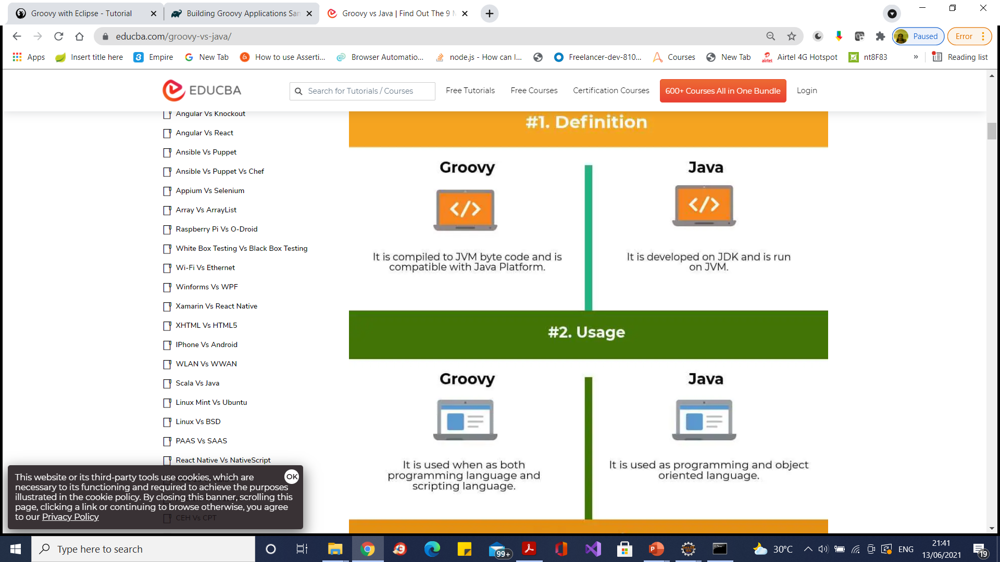 Groovy with Eclipse - Tutorial
Building Groovy Applications San
Groovy vs Java | Find Out The 9 M
educba.com/groovy-vs-java/
Paused
Error
Apps
Insert title here
Empire
New Tab
How to use Asserti...
Browser Automatio...
node.js - How can I...
Freelancer-dev-810...
Courses
New Tab
airtel
Airtel 4G Hotspot
nt8F83
»
Reading list
EDUCBA
Search for Tutorials / Courses
Free Tutorials
Free Courses
Certification Courses
600+ Courses All in One Bundle
Login
Angular Vs Knockout
Angular Vs React
Ansible Vs Puppet
Ansible Vs Puppet Vs Chef
Appium Vs Selenium
Array Vs ArrayList
Raspberry Pi Vs O-Droid
White Box Testing Vs Black Box Testing
Wi-Fi Vs Ethernet
Winforms Vs WPF
Xamarin Vs React Native
XHTML Vs HTML5
IPhone Vs Android
WLAN Vs WWAN
Scala Vs Java
Linux Mint Vs Ubuntu
Linux Vs BSD
PAAS Vs SAAS
React Native Vs NativeScript
CEH Vs CPT
#1. Definition
Groovy
Java
</>
</>
It is compiled to JVM byte code and is
compatible with Java Platform.
It is developed on JDK and is run
on JVM.
#2. Usage
Groovy
Java
It is used when as both
programming language and
scripting language.
It is used as programming and object
oriented language.
This website or its third-party tools use cookies, which are
necessary to its functioning and required to achieve the purposes
illustrated in the cookie policy. By closing this banner, scrolling this
page, clicking a link or continuing to browse otherwise, you agree
to our Privacy Policy
OK
Type here to search
99+
30°C
ENG
21:41
13/06/2021
19